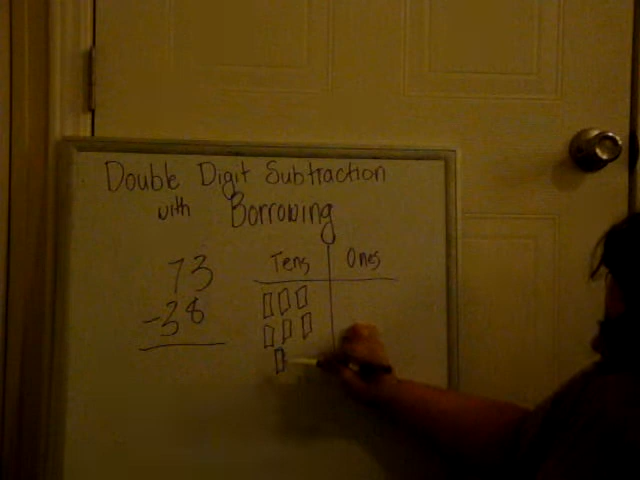 Double Digit Subtraction
with Borrowing
Tens Ones
73
-38